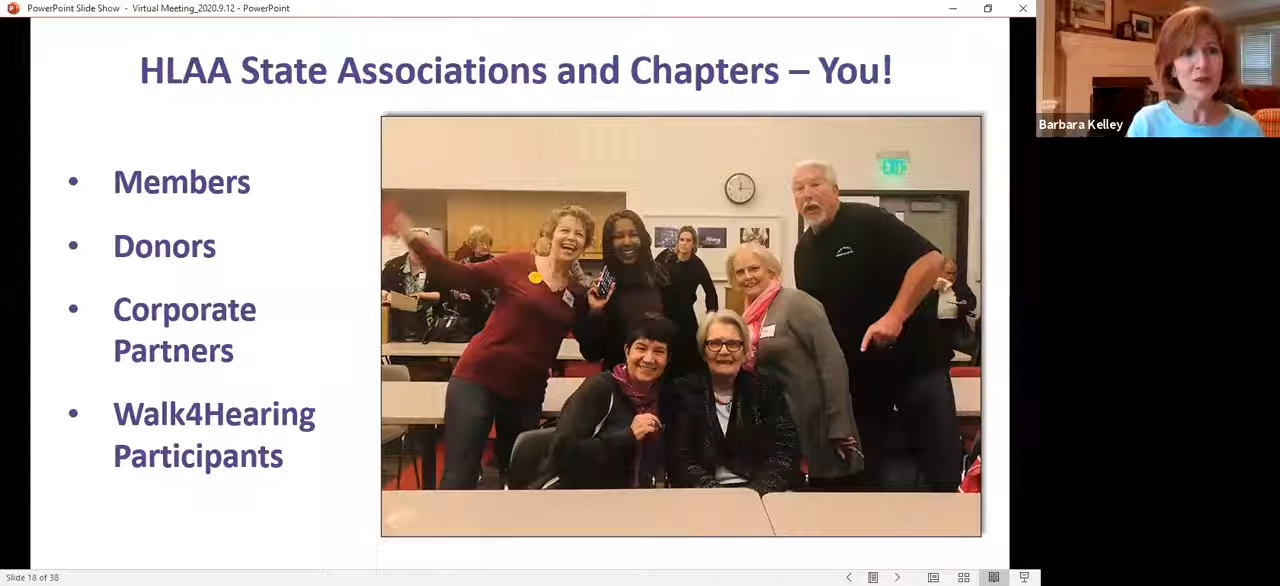 PowerPoint Slide Show - Virtual Meeting_2020.9.12 - PowerPoint
HLAA State Associations and Chapters – You!
• Members
• Donors
• Corporate
Partners
• Walk4Hearing
Participants
EXIT
Barbara Kelley
Slide 18 of 38